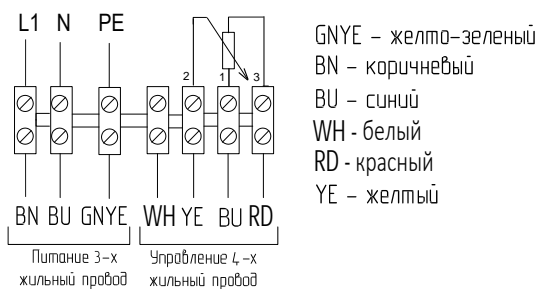 L1 N PE
2 1 3
BN BU GNYE WH YE BU RD
Питание 3-х
жильный провод
Управление 4-х
жильный провод
GNYE – желто-зеленый
BN – коричневый
BU – синий
WH - белый
RD - красный
YE – желтый